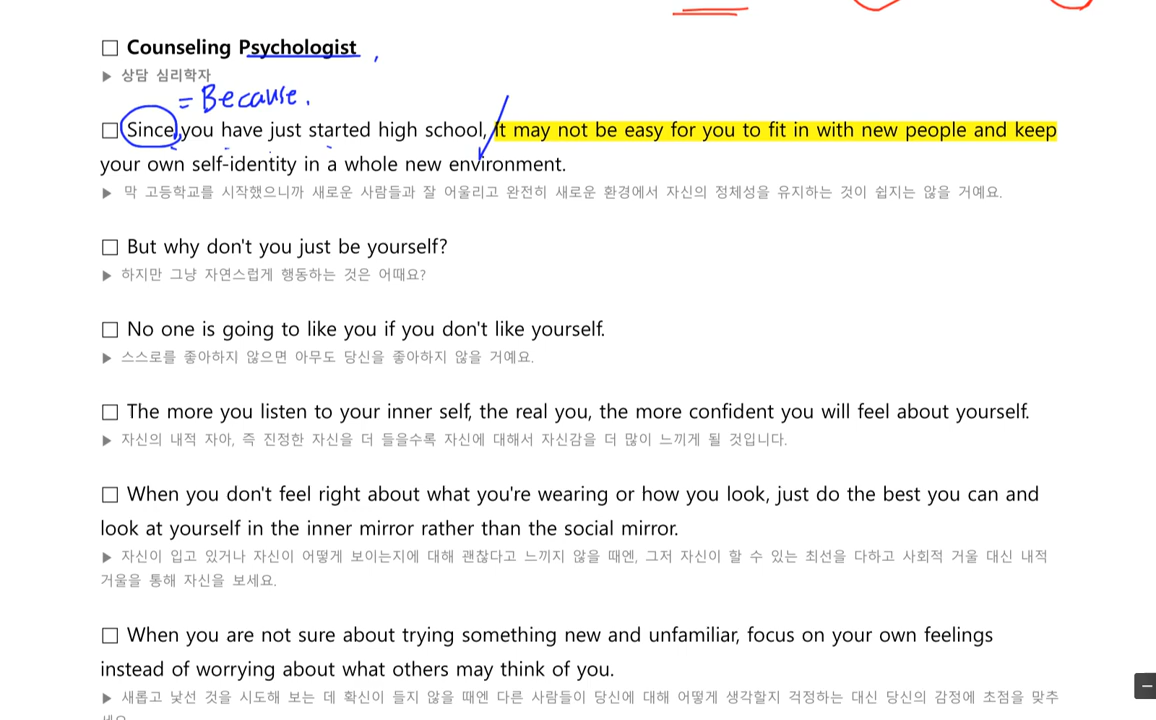 □ Counseling Psychologist
▶ 상담 심리학자
= Because.
□ Since you have just started high school, it may not be easy for you to fit in with new people and keep
your own self-identity in a whole new environment.
▶ 막 고등학교를 시작했으니까 새로운 사람들과 잘 어울리고 완전히 새로운 환경에서 자신의 정체성을 유지하는 것이 쉽지는 않을 거예요.
□ But why don't you just be yourself?
▶ 하지만 그냥 자연스럽게 행동하는 것은 어때요?
□ No one is going to like you if you don't like yourself.
▶ 스스로를 좋아하지 않으면 아무도 당신을 좋아하지 않을 거예요.
□ The more you listen to your inner self, the real you, the more confident you will feel about yourself.
▶ 자신의 내적 자아, 즉 진정한 자신을 더 들을수록 자신에 대해서 자신감을 더 많이 느끼게 될 것입니다.
□ When you don't feel right about what you're wearing or how you look, just do the best you can and
look at yourself in the inner mirror rather than the social mirror.
▶ 자신이 입고 있거나 자신이 어떻게 보이는지에 대해 괜찮다고 느끼지 않을 때엔, 그저 자신이 할 수 있는 최선을 다하고 사회적 거울 대신 내적
거울을 통해 자신을 보세요.
□ When you are not sure about trying something new and unfamiliar, focus on your own feelings
instead of worrying about what others may think of you.
▶ 새롭고 낯선 것을 시도해 보는 데 확신이 들지 않을 때엔 다른 사람들이 당신에 대해 어떻게 생각할지 걱정하는 대신 당신의 감정에 초점을 맞추